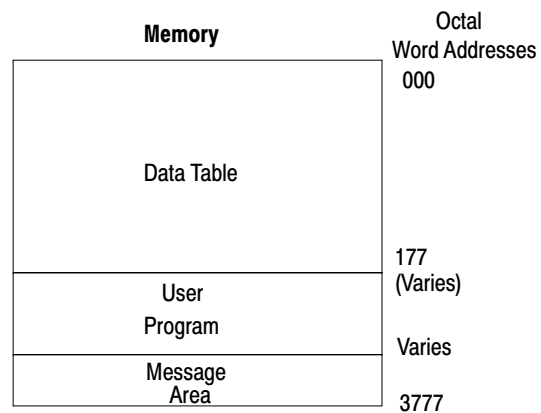 Memory
Octal
Word Addresses
000
Data Table
177
(Varies)
User
Program
Varies
Message
Area
3777